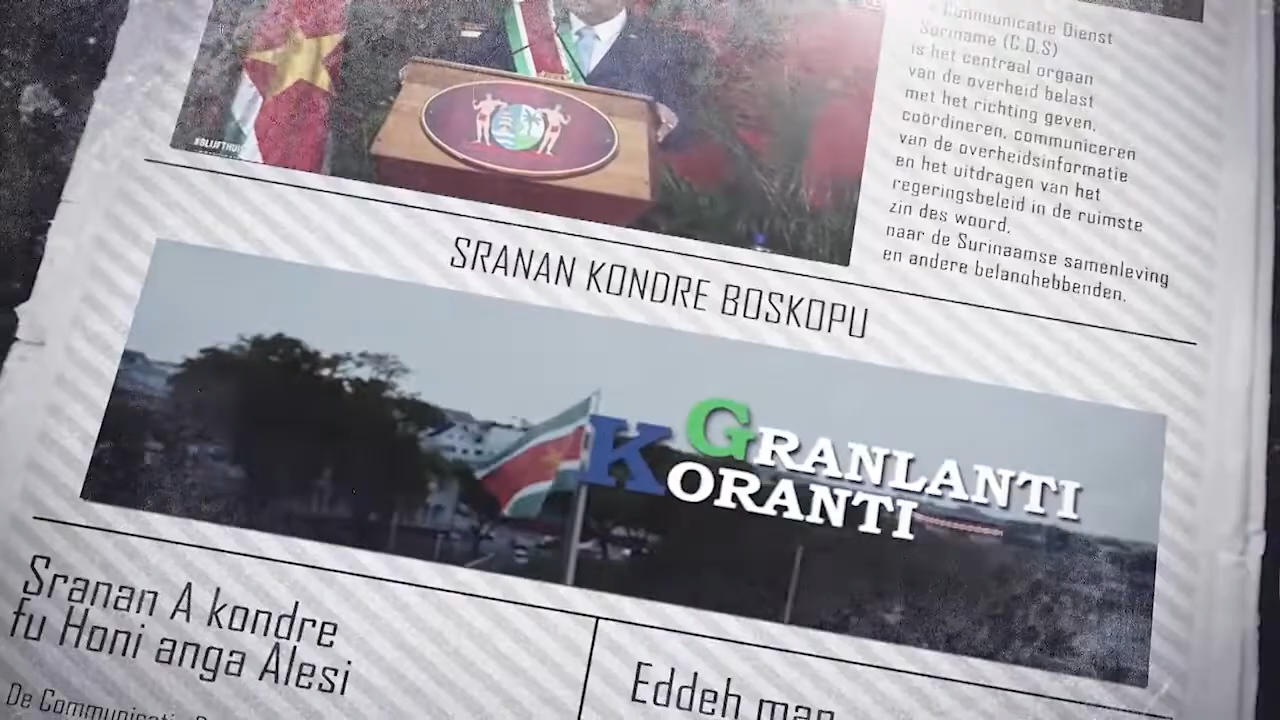 Communicatie Dienst
Suriname (C.D.S)
is het centraal orgaan
van de overheid belast
met het richting geven,
coördineren, communiceren
van de overheidsinformatie
en het uitdragen van het
regeringsbeleid in de ruimste
zin des woord,
naar de Surinaamse samenleving
en andere belanghebbenden.
SRANAN KONDRE BOSKOPU
GRANLANTI
KORANTI
Sranan A kondre
fu Honi anga Alesi
De
Eddeh man